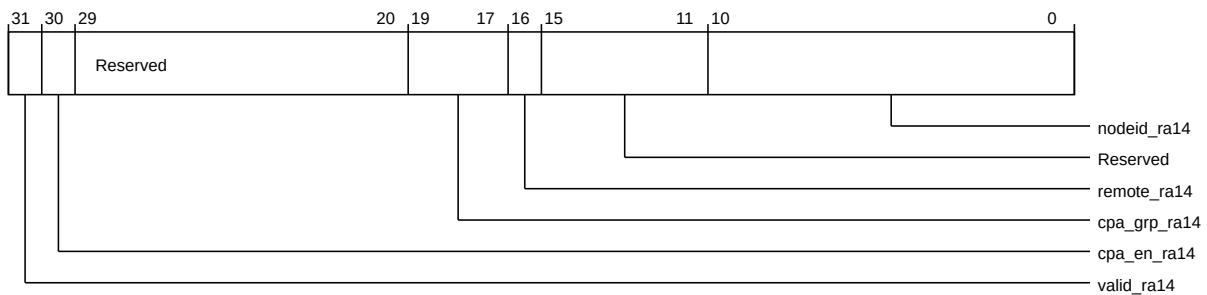 31 30 29 20 19 17 16 15 11 10 0
Reserved
nodeid_ra14
Reserved
remote_ra14
cpa_grp_ra14
cpa_en_ra14
valid_ra14